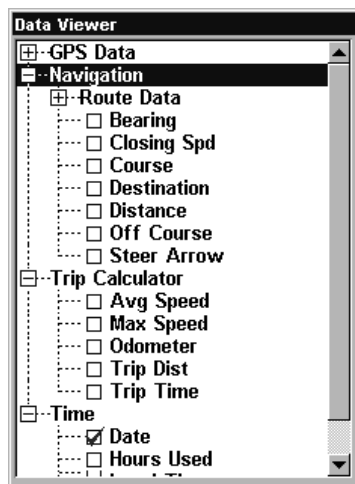 Data Viewer
GPS Data
Navigation
Route Data
Bearing
Closing Spd
Course
Destination
Distance
Off Course
Steer Arrow
Trip Calculator
Avg Speed
Max Speed
Odometer
Trip Dist
Trip Time
Time
Date
Hours Used